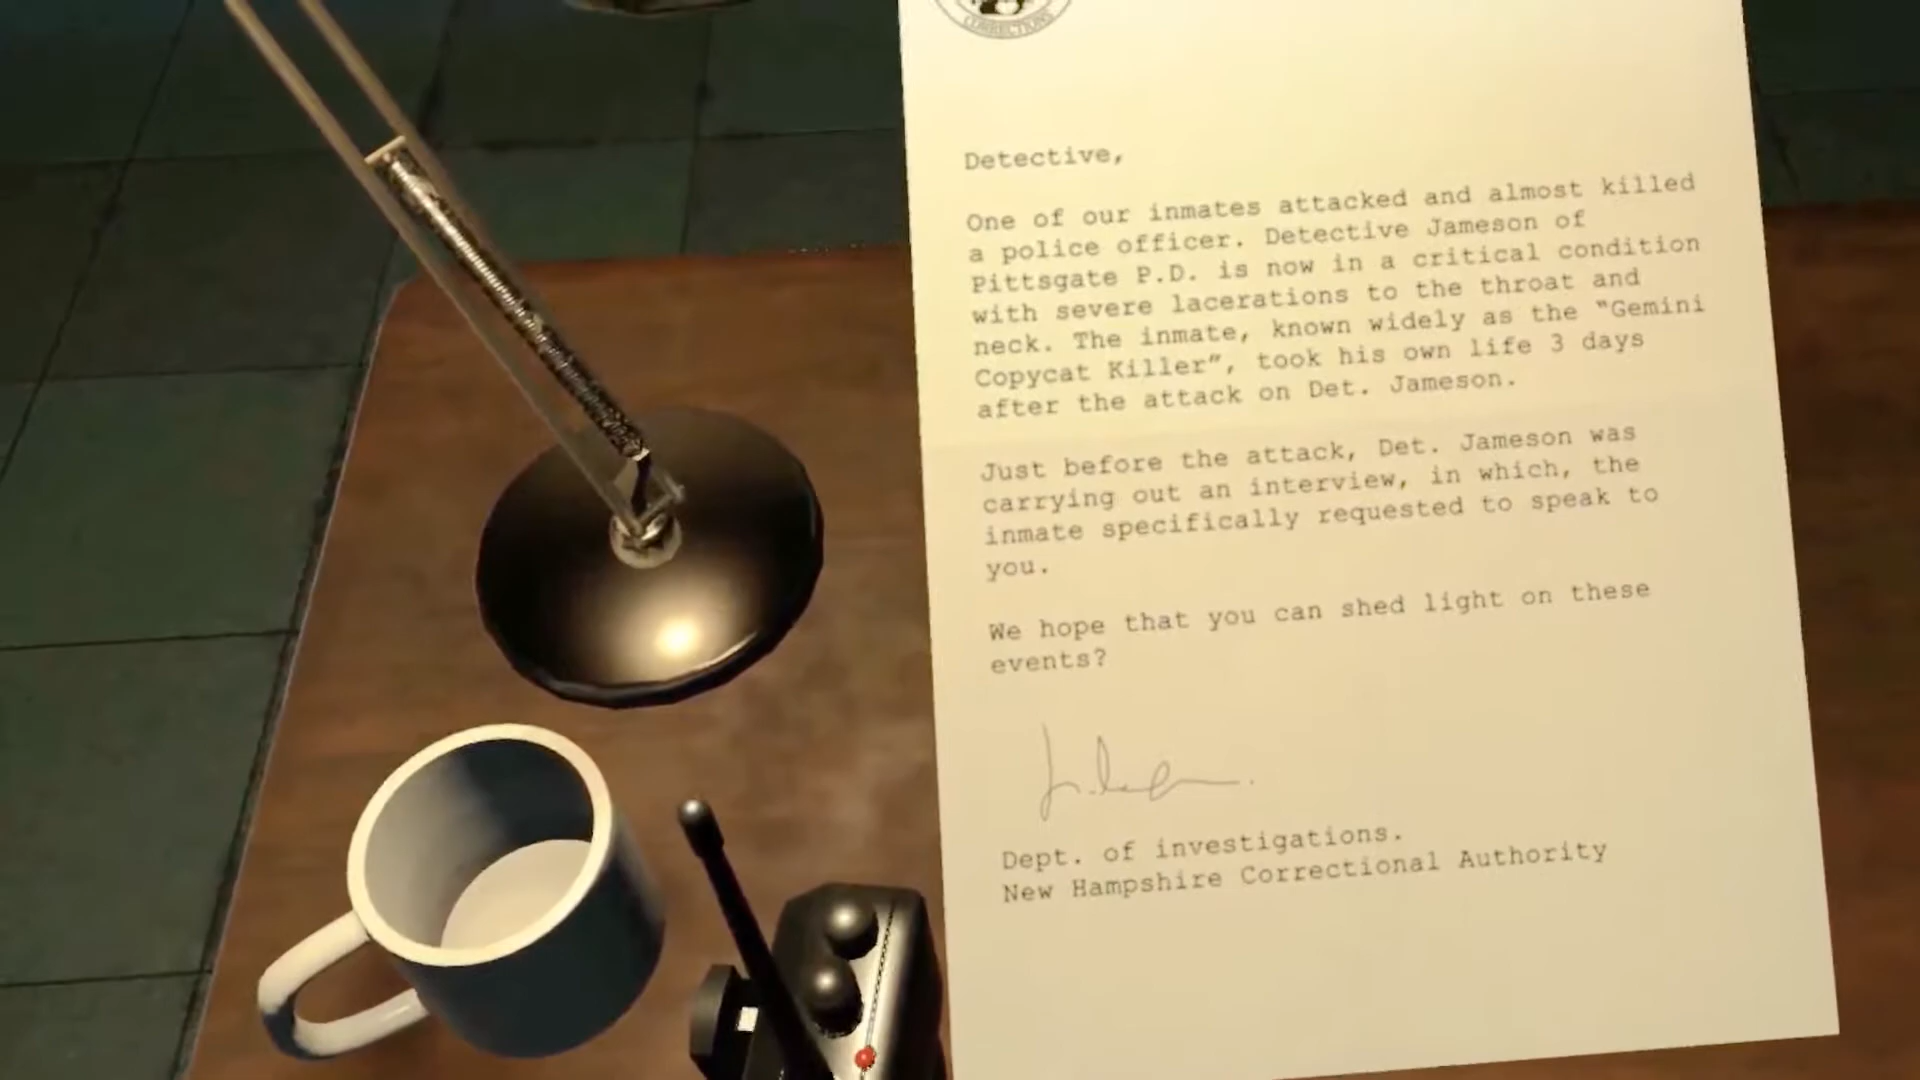 CORRECTIONS
Detective,
One of our inmates attacked and almost killed
a police officer. Detective Jameson of
Pittsgate P.D. is now in a critical condition
with severe lacerations to the throat and
neck. The inmate, known widely as the "Gemini
Copycat Killer", took his own life 3 days
after the attack on Det. Jameson.
Just before the attack, Det. Jameson was
carrying out an interview, in which, the
inmate specifically requested to speak to
you.
We hope that you can shed light on these
events?
Dept. of investigations.
New Hampshire Correctional Authority